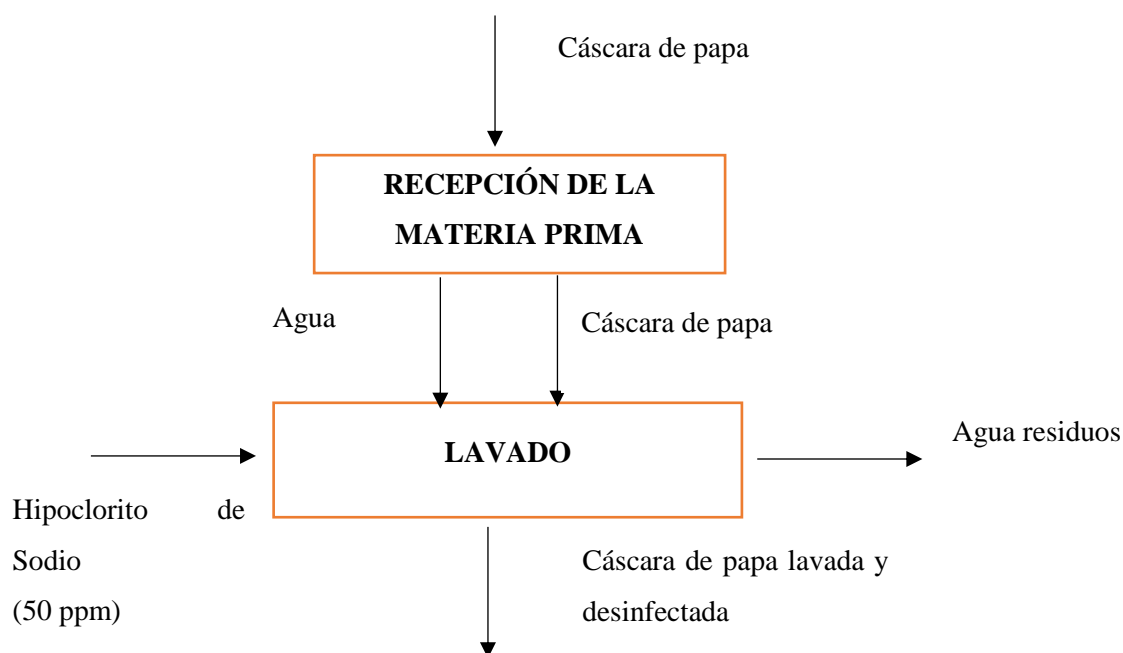 Cáscara de papa
RECEPCIÓN DE LA
MATERIA PRIMA
Agua
Cáscara de papa
LAVADO
Agua residuos
Hipoclorito de
Sodio
(50 ppm)
Cáscara de papa lavada y
desinfectada